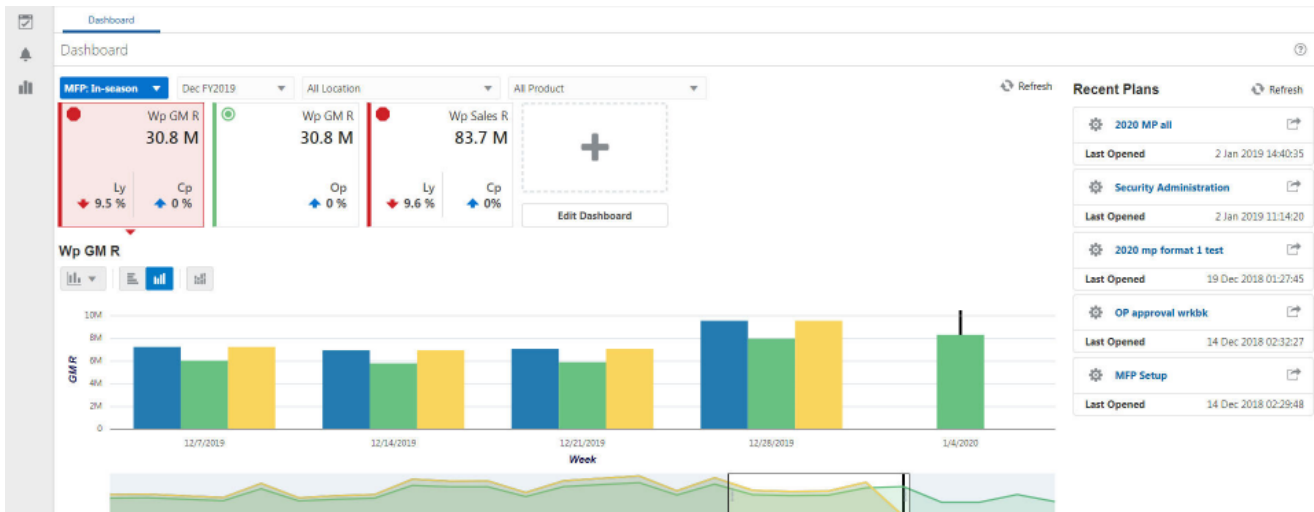 Dashboard
Dashboard
MFP: In-season
Dec FY2019
All Location
All Product
Refresh
Wp GM R
30.8 M
Ly
9.5 %
Cp
0 %
Wp GM R
30.8 M
Op
0 %
Wp Sales R
83.7 M
Ly
9.6 %
Cp
0%
Edit Dashboard
Wp GM R
10M
8M
6M
4M
2M
0
GM R
12/7/2019
12/14/2019
12/21/2019
12/28/2019
1/4/2020
Week
Recent Plans
Refresh
2020 MP all
Last Opened 2 Jan 2019 14:40:35
Security Administration
Last Opened 2 Jan 2019 11:14:20
2020 mp format 1 test
Last Opened 19 Dec 2018 01:27:45
OP approval wrkbk
Last Opened 14 Dec 2018 02:32:27
MFP Setup
Last Opened 14 Dec 2018 02:29:48